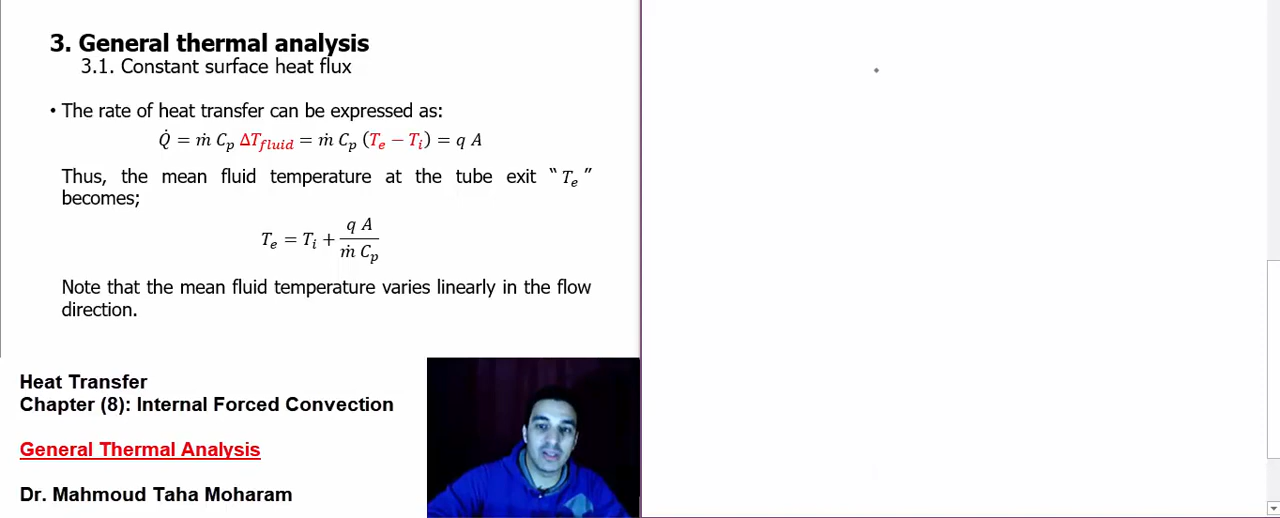 3. General thermal analysis
3.1. Constant surface heat flux
• The rate of heat transfer can be expressed as:
Q̇ = ṁ Cₚ ΔT_fluid = ṁ Cₚ (Tₑ − Tᵢ) = q A
Thus, the mean fluid temperature at the tube exit “Tₑ”
becomes;
Tₑ = Tᵢ + q A / ṁ Cₚ
Note that the mean fluid temperature varies linearly in the flow
direction.
Heat Transfer
Chapter (8): Internal Forced Convection
General Thermal Analysis
Dr. Mahmoud Taha Moharam